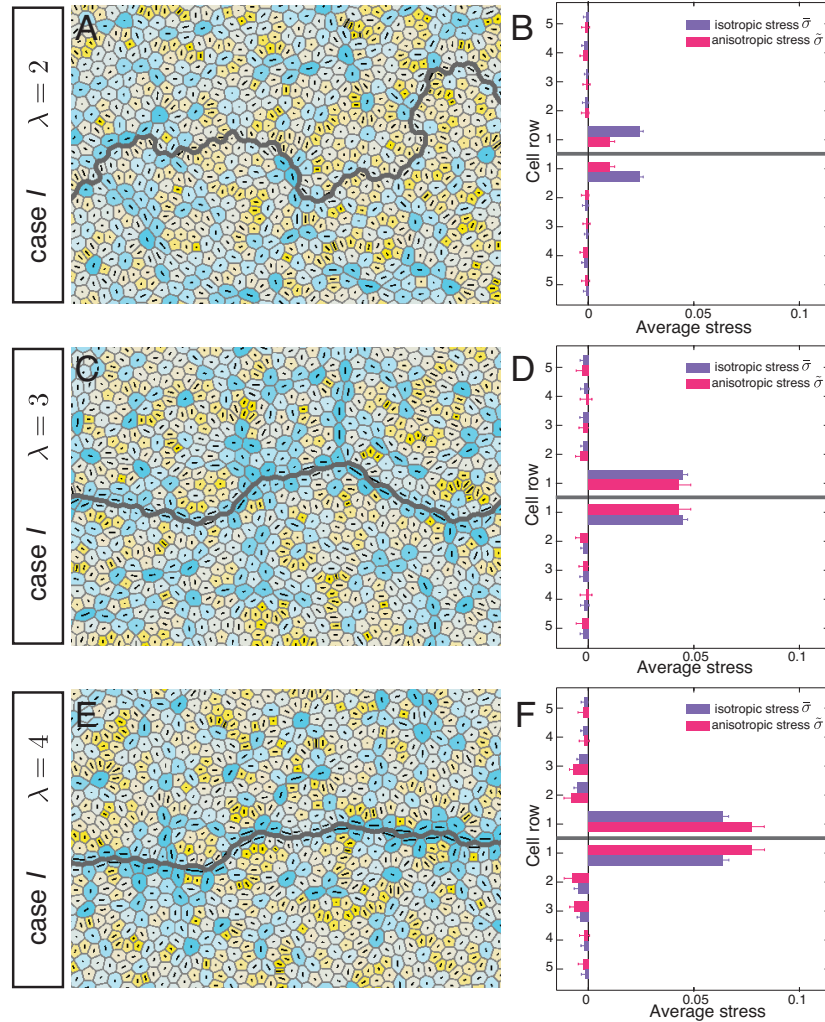 case I λ = 2
A
B
isotropic stress σ̅
anisotropic stress σ̃
5
4
3
2
1
Cell row
1
2
3
4
5
0 0.05 0.1
Average stress
case I λ = 3
C
D
isotropic stress σ̅
anisotropic stress σ̃
5
4
3
2
1
Cell row
1
2
3
4
5
0 0.05 0.1
Average stress
case I λ = 4
E
F
isotropic stress σ̅
anisotropic stress σ̃
5
4
3
2
1
Cell row
1
2
3
4
5
0 0.05 0.1
Average stress